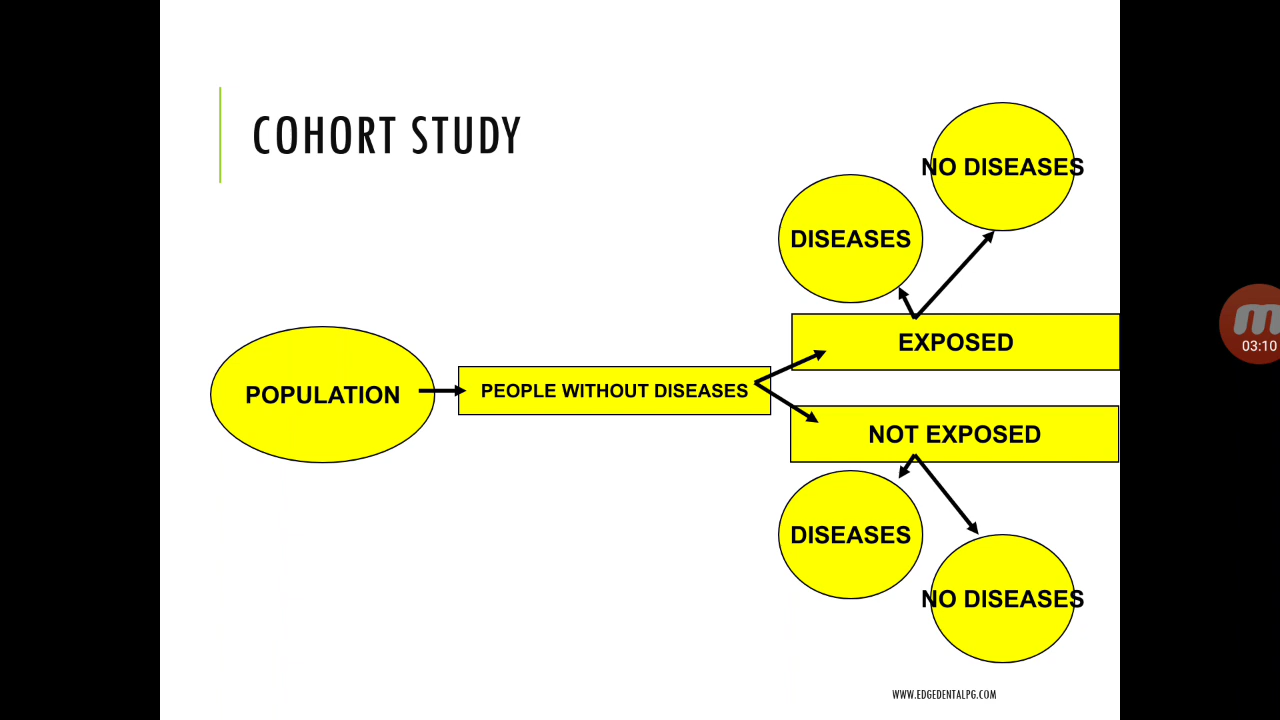 COHORT STUDY
NO DISEASES
DISEASES
EXPOSED
POPULATION
PEOPLE WITHOUT DISEASES
NOT EXPOSED
DISEASES
NO DISEASES
WWW.EDGEDENTALPG.COM
03:10